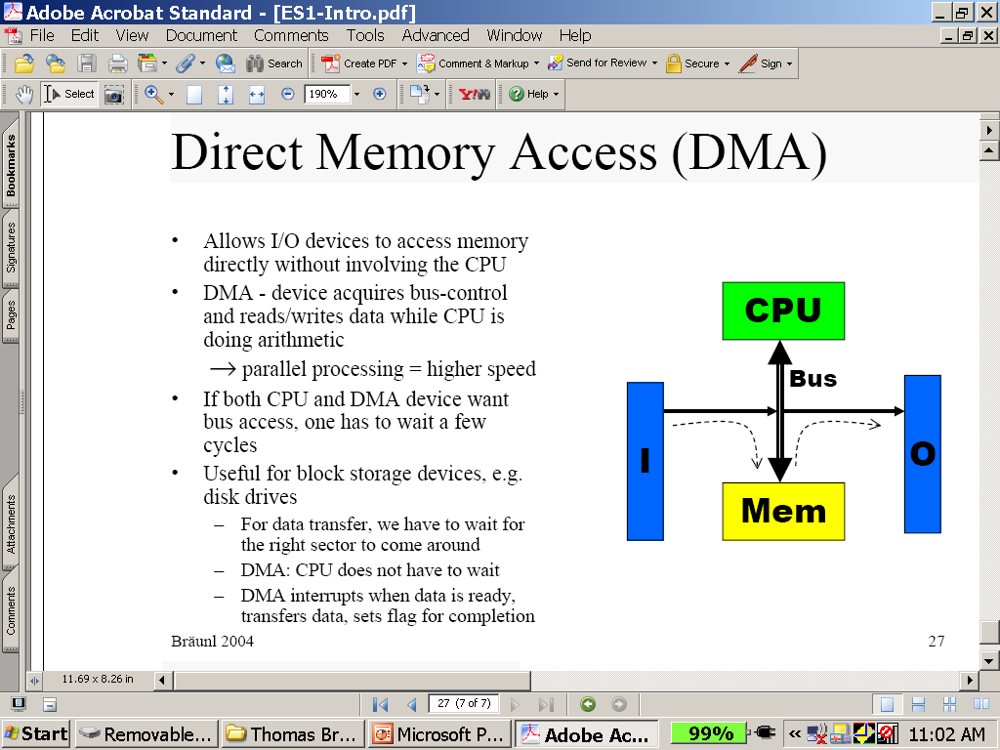 Adobe Acrobat Standard - [ES1-Intro.pdf]
File Edit View Document Comments Tools Advanced Window Help
Search Create PDF Comment & Markup Send for Review Secure Sign
Select 190% Y! Help
Bookmarks
Signatures
Pages
Attachments
Comments
Direct Memory Access (DMA)
• Allows I/O devices to access memory
directly without involving the CPU
• DMA - device acquires bus-control
and reads/writes data while CPU is
doing arithmetic
→ parallel processing = higher speed
• If both CPU and DMA device want
bus access, one has to wait a few
cycles
• Useful for block storage devices, e.g.
disk drives
– For data transfer, we have to wait for
the right sector to come around
– DMA: CPU does not have to wait
– DMA interrupts when data is ready,
transfers data, sets flag for completion
CPU
Bus
I
O
Mem
Bräunl 2004
27
11.69 x 8.26 in
27 (7 of 7)
Start Removable... Thomas Br... Microsoft P... Adobe Ac... 99% « 11:02 AM